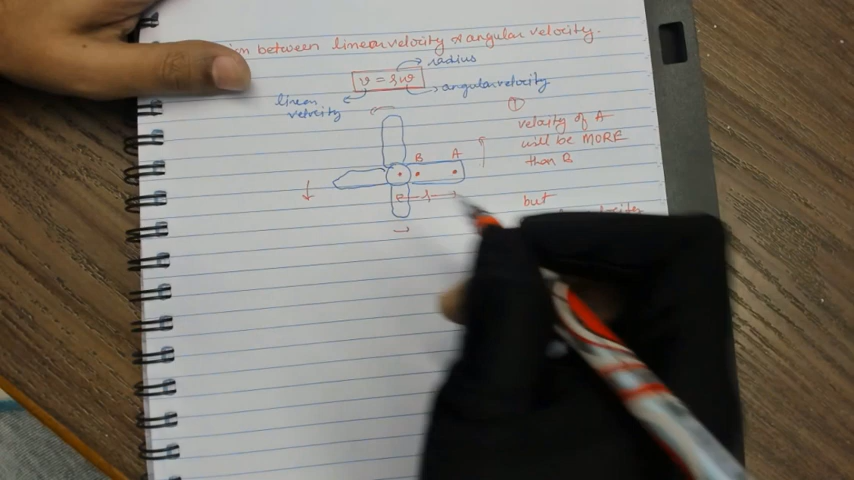 between linear velocity & angular velocity.
radius
v = rω
angular velocity
linear
velocity
①
velocity of A
will be MORE
than B
B
A
r
but